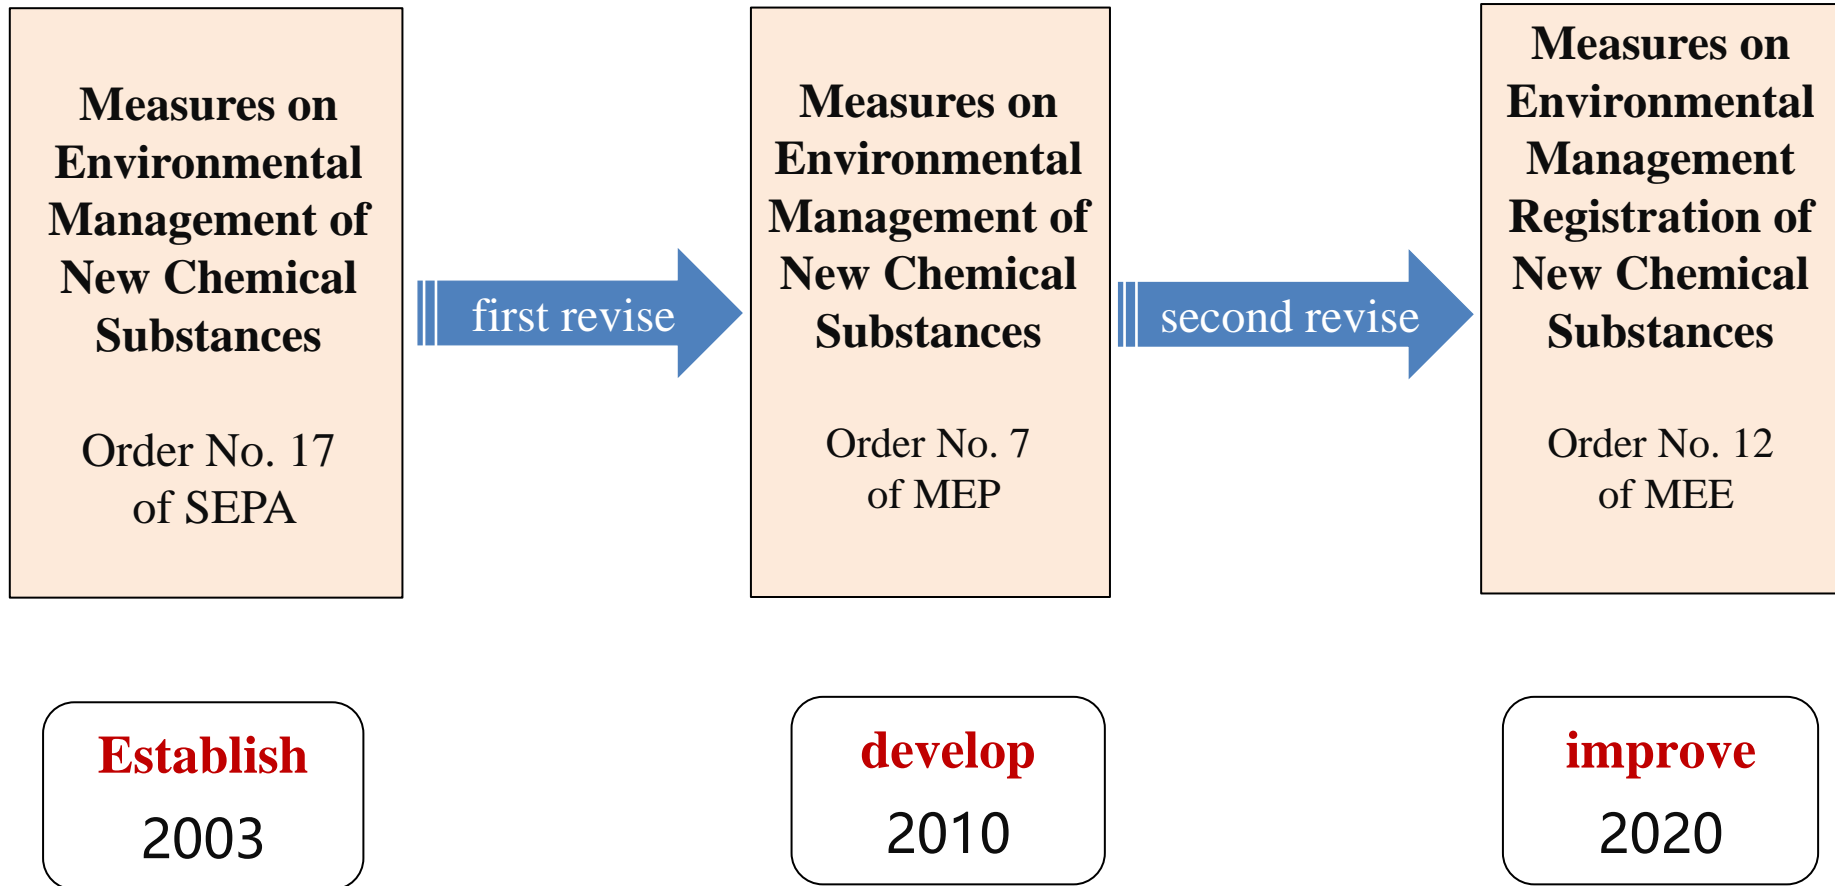 Measures on
Environmental
Management of
New Chemical
Substances
Order No. 17
of SEPA
first revise
Measures on
Environmental
Management of
New Chemical
Substances
Order No. 7
of MEP
second revise
Measures on
Environmental
Management
Registration of
New Chemical
Substances
Order No. 12
of MEE
Establish
2003
develop
2010
improve
2020